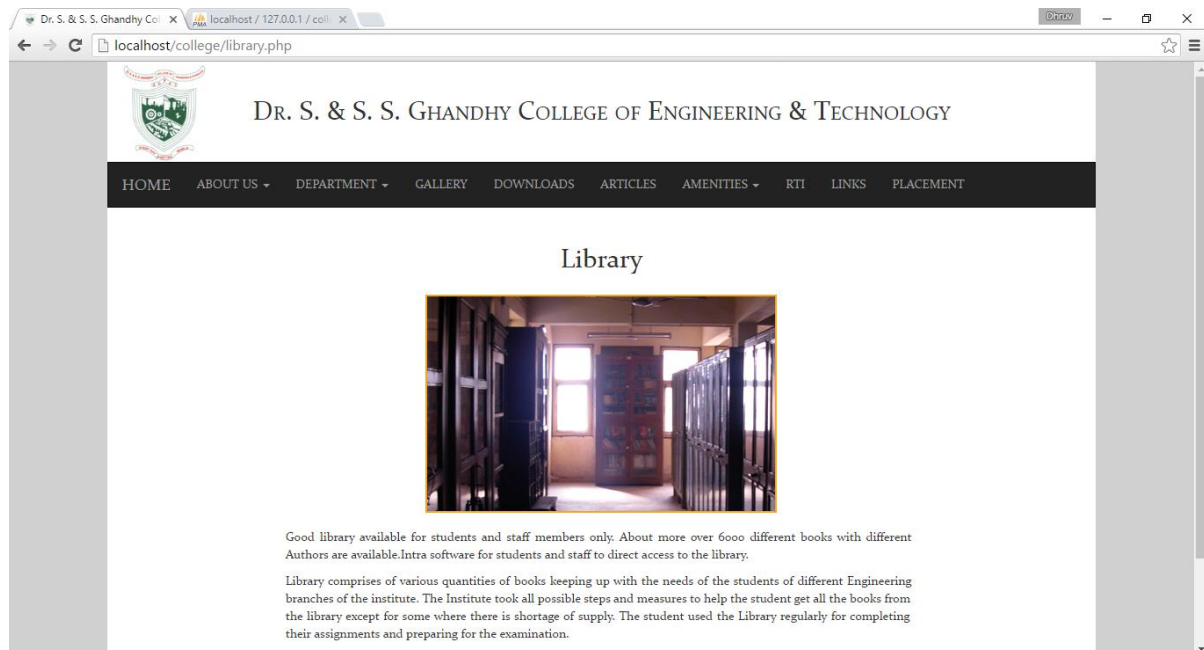 Dr. S. & S. S. Ghandhy Col
localhost / 127.0.0.1 / coll
Dhruv
localhost/college/library.php
DR. S. & S. S. GHANDHY COLLEGE OF ENGINEERING & TECHNOLOGY
HOME ABOUT US DEPARTMENT GALLERY DOWNLOADS ARTICLES AMENITIES RTI LINKS PLACEMENT
Library
Good library available for students and staff members only. About more over 6000 different books with different
Authors are available.Intra software for students and staff to direct access to the library.
Library comprises of various quantities of books keeping up with the needs of the students of different Engineering
branches of the institute. The Institute took all possible steps and measures to help the student get all the books from
the library except for some where there is shortage of supply. The student used the Library regularly for completing
their assignments and preparing for the examination.